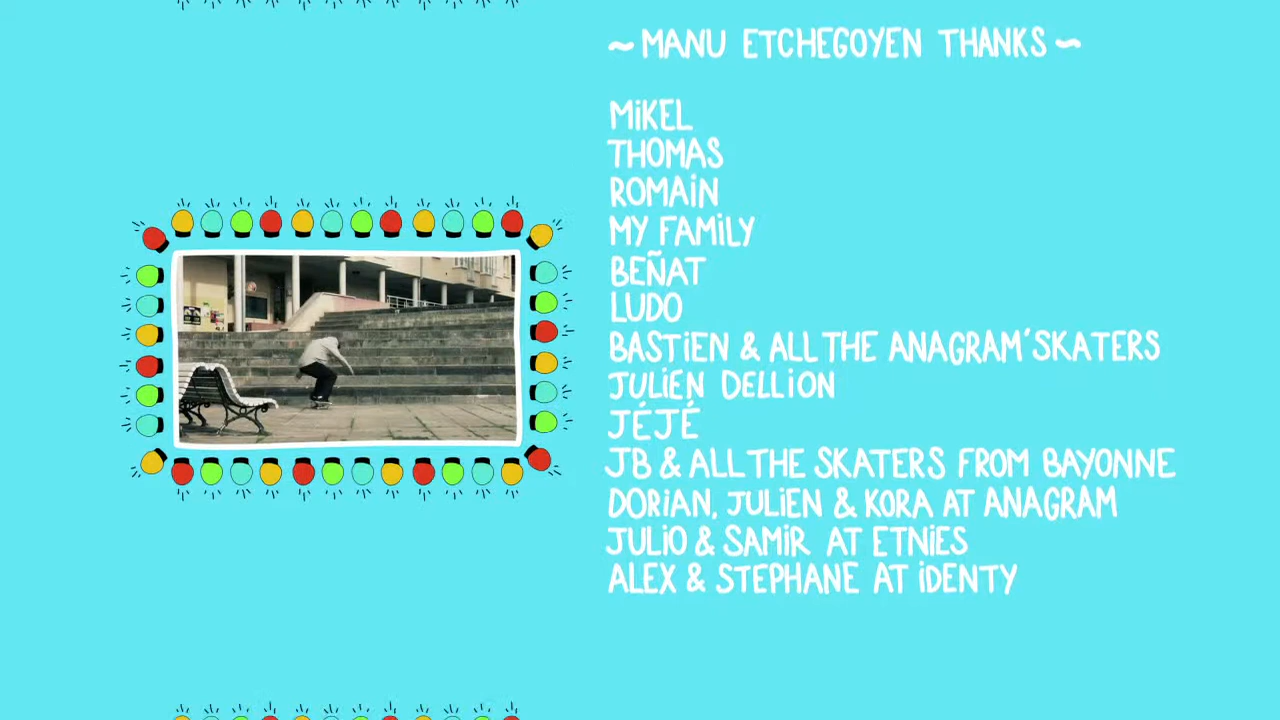 ~ MANU ETCHEGOYEN THANKS ~
MiKEL
THOMAS
ROMAiN
MY FAMiLY
BEÑAT
LUDO
BASTiEN & ALL THE ANAGRAM'SKATERS
JULiEN DELLiON
JÉJÉ
JB & ALL THE SKATERS FROM BAYONNE
DORiAN, JULiEN & KORA AT ANAGRAM
JULiO & SAMiR AT ETNiES
ALEX & STEPHANE AT iDENTY